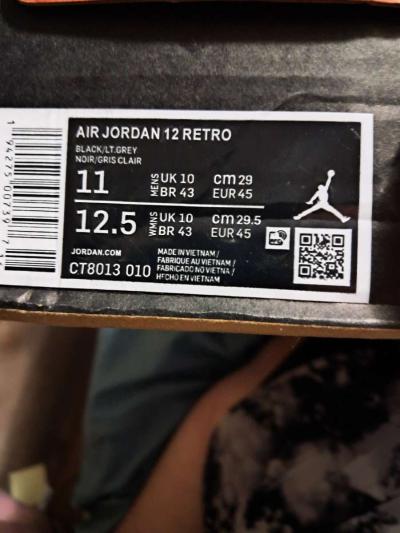 AIR JORDAN 12 RETRO
BLACK/LT.GREY
NOIR/GRIS CLAIR
11 MENS UK 10 cm 29
BR 43 EUR 45
12.5 WMNS UK 10 cm 29.5
BR 43 EUR 45
JORDAN.COM
CT8013 010
MADE IN VIETNAM /
FABRIQUE AU VIETNAM /
FABRICADO NO VIETNA /
HECHO EN VIETNAM